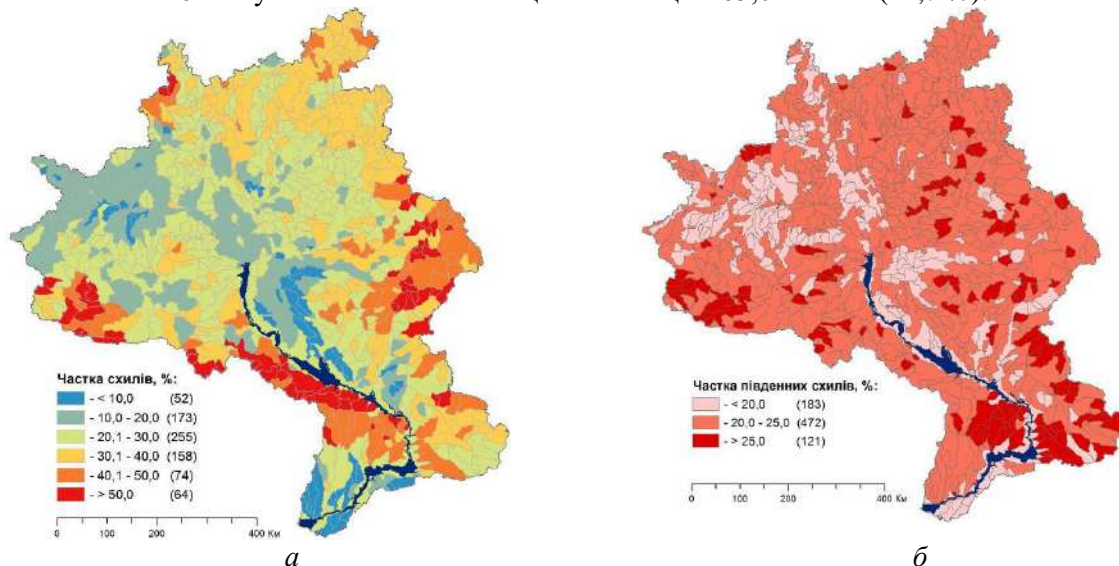 Частка схилів, %:
- < 10,0 (52)
- 10,0 - 20,0 (173)
- 20,1 - 30,0 (255)
- 30,1 - 40,0 (158)
- 40,1 - 50,0 (74)
- > 50,0 (64)
0 100 200 400 Км
а
Частка південних схилів, %:
- < 20,0 (183)
- 20,0 - 25,0 (472)
- > 25,0 (121)
0 100 200 400 Км
б